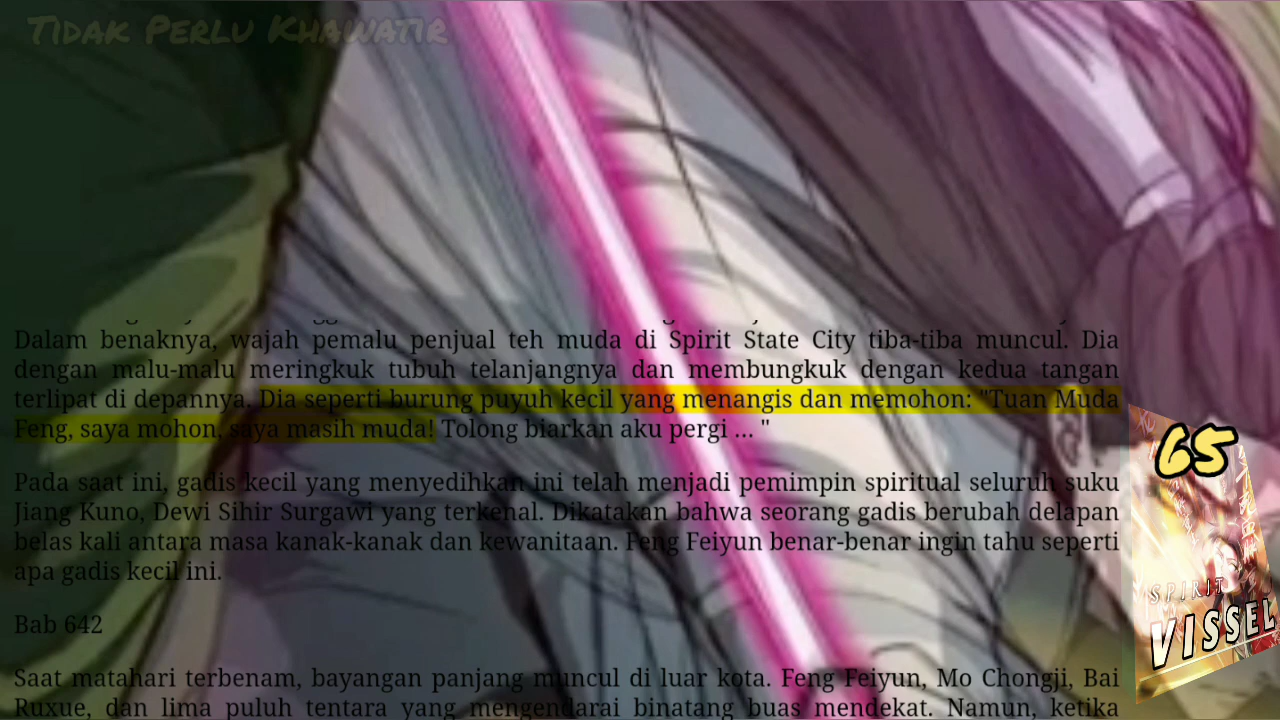 Tidak Perlu Khawatir
Dalam benaknya, wajah pemalu penjual teh muda di Spirit State City tiba-tiba muncul. Dia
dengan malu-malu meringkuk tubuh telanjangnya dan membungkuk dengan kedua tangan
terlipat di depannya. Dia seperti burung puyuh kecil yang menangis dan memohon: "Tuan Muda
Feng, saya mohon, saya masih muda! Tolong biarkan aku pergi ... "
Pada saat ini, gadis kecil yang menyedihkan ini telah menjadi pemimpin spiritual seluruh suku
Jiang Kuno, Dewi Sihir Surgawi yang terkenal. Dikatakan bahwa seorang gadis berubah delapan
belas kali antara masa kanak-kanak dan kewanitaan. Feng Feiyun benar-benar ingin tahu seperti
apa gadis kecil ini.
65
SPIRIT
VISSEL
Bab 642
Saat matahari terbenam, bayangan panjang muncul di luar kota. Feng Feiyun, Mo Chongji, Bai
Ruxue, dan lima puluh tentara yang mengendarai binatang buas mendekat. Namun, ketika